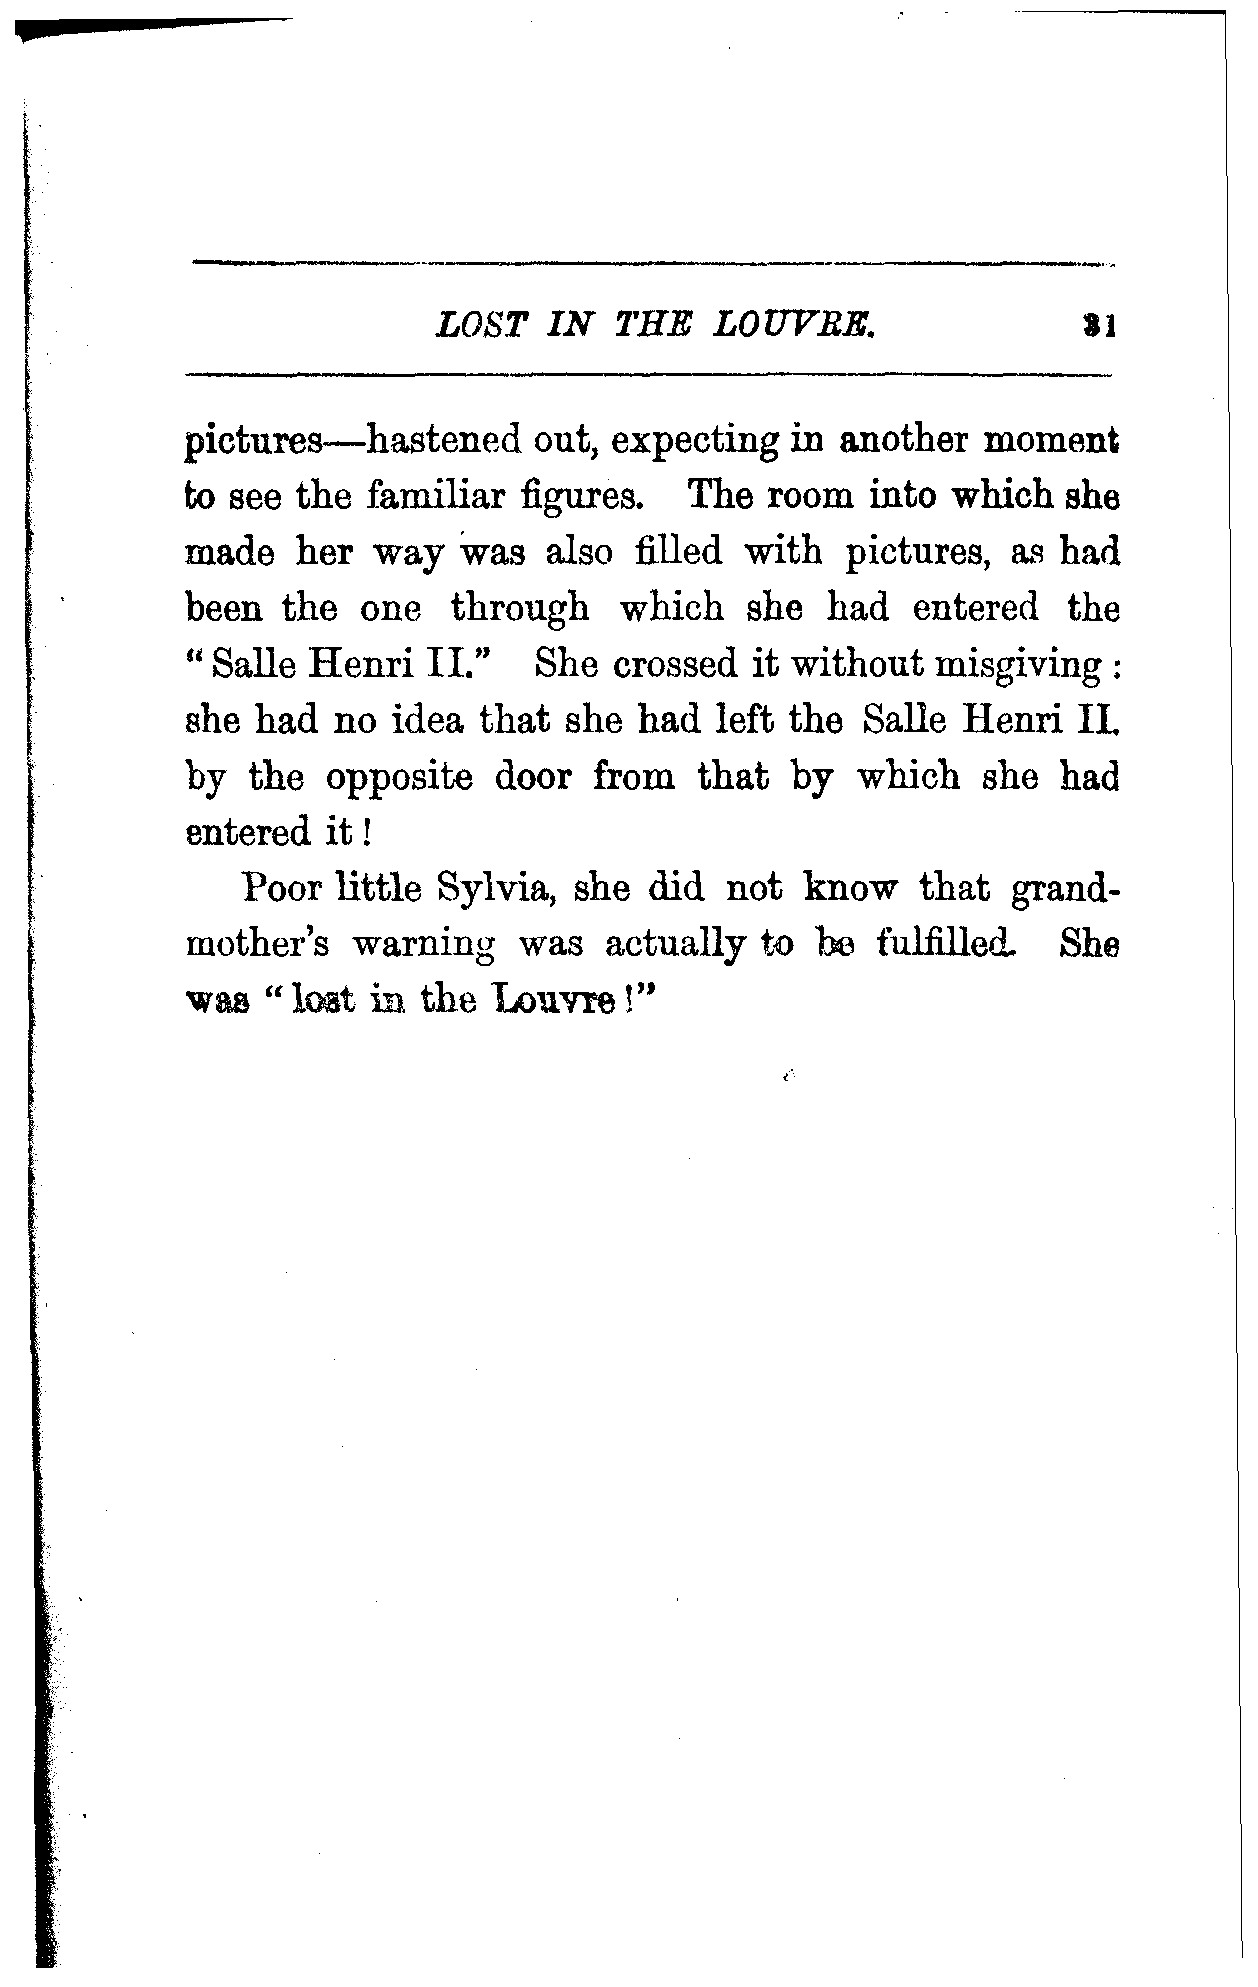 LOST IN THE LOUVRE. 31
pictures—hastened out, expecting in another moment
to see the familiar figures. The room into which she
made her way was also filled with pictures, as had
been the one through which she had entered the
“Salle Henri II.” She crossed it without misgiving :
she had no idea that she had left the Salle Henri II.
by the opposite door from that by which she had
entered it !
Poor little Sylvia, she did not know that grand-
mother’s warning was actually to be fulfilled. She
was “lost in the Louvre !”